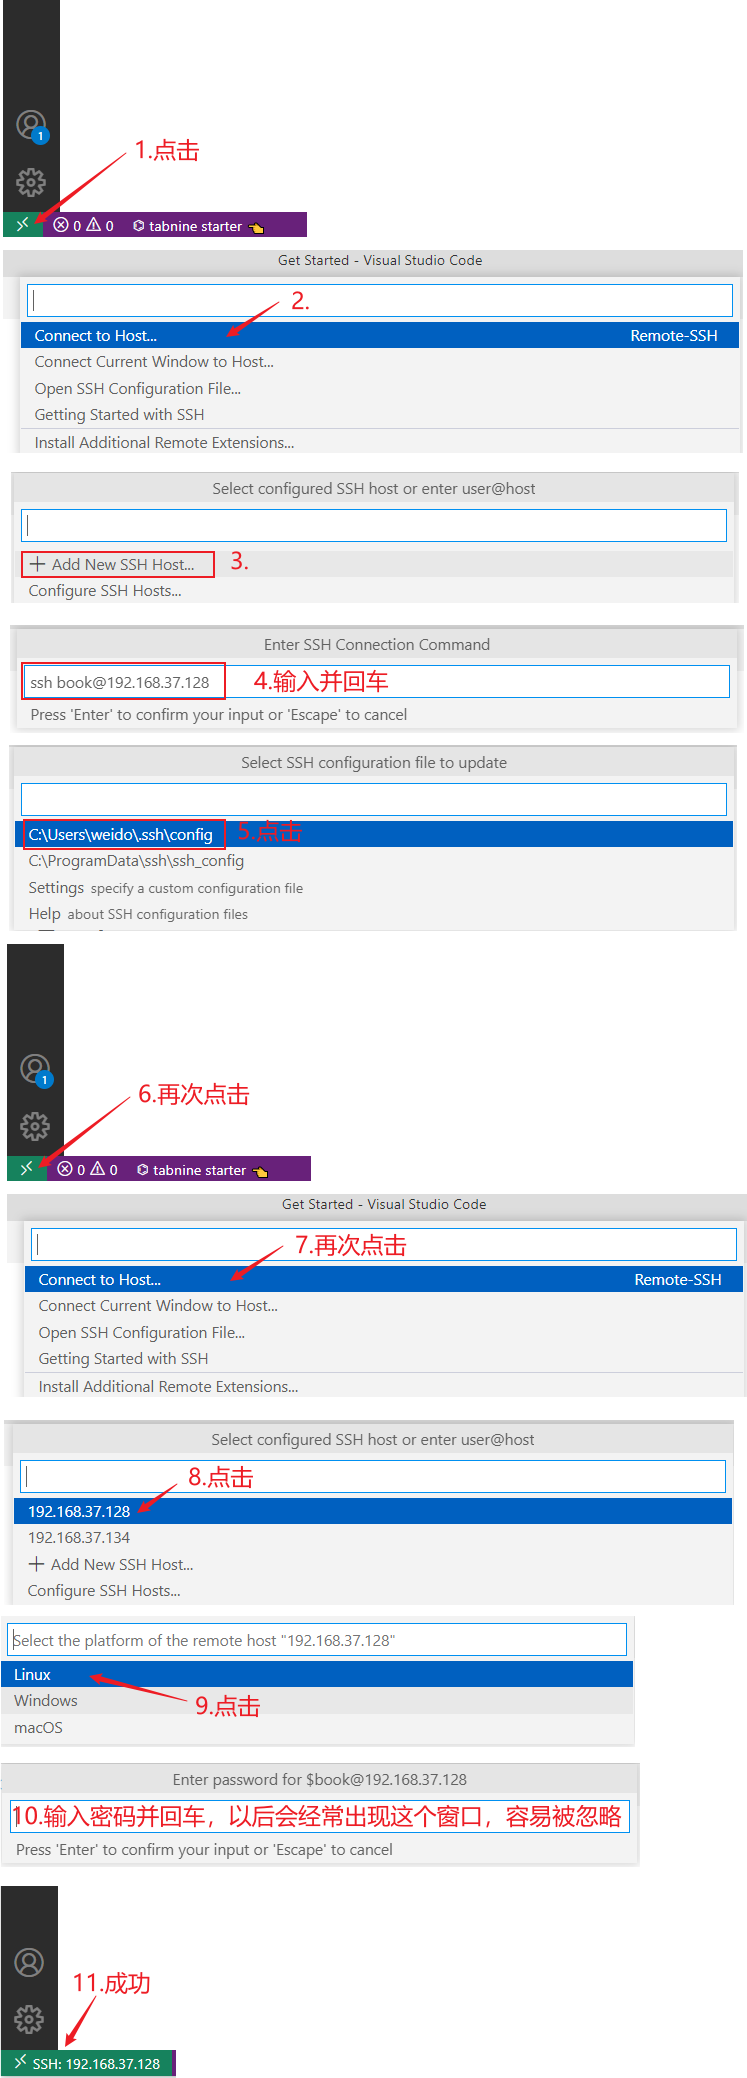 1
1.点击
0 0 tabnine starter
Get Started - Visual Studio Code
2.
Connect to Host... Remote-SSH
Connect Current Window to Host...
Open SSH Configuration File...
Getting Started with SSH
Install Additional Remote Extensions...
Select configured SSH host or enter user@host
+ Add New SSH Host... 3.
Configure SSH Hosts...
Enter SSH Connection Command
ssh book@192.168.37.128 4.输入并回车
Press 'Enter' to confirm your input or 'Escape' to cancel
Select SSH configuration file to update
C:\Users\weido\.ssh\config 5.点击
C:\ProgramData\ssh\ssh_config
Settings specify a custom configuration file
Help about SSH configuration files
1
6.再次点击
0 0 tabnine starter
Get Started - Visual Studio Code
7.再次点击
Connect to Host... Remote-SSH
Connect Current Window to Host...
Open SSH Configuration File...
Getting Started with SSH
Install Additional Remote Extensions...
Select configured SSH host or enter user@host
8.点击
192.168.37.128
192.168.37.134
+ Add New SSH Host...
Configure SSH Hosts...
Select the platform of the remote host "192.168.37.128"
Linux
Windows
9.点击
macOS
Enter password for $book@192.168.37.128
10.输入密码并回车，以后会经常出现这个窗口，容易被忽略
Press 'Enter' to confirm your input or 'Escape' to cancel
11.成功
SSH: 192.168.37.128